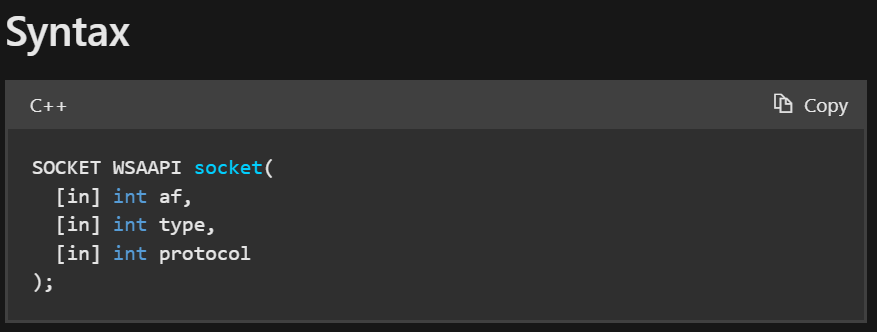 Syntax
C++ Copy
SOCKET WSAAPI socket(
  [in] int af,
  [in] int type,
  [in] int protocol
);